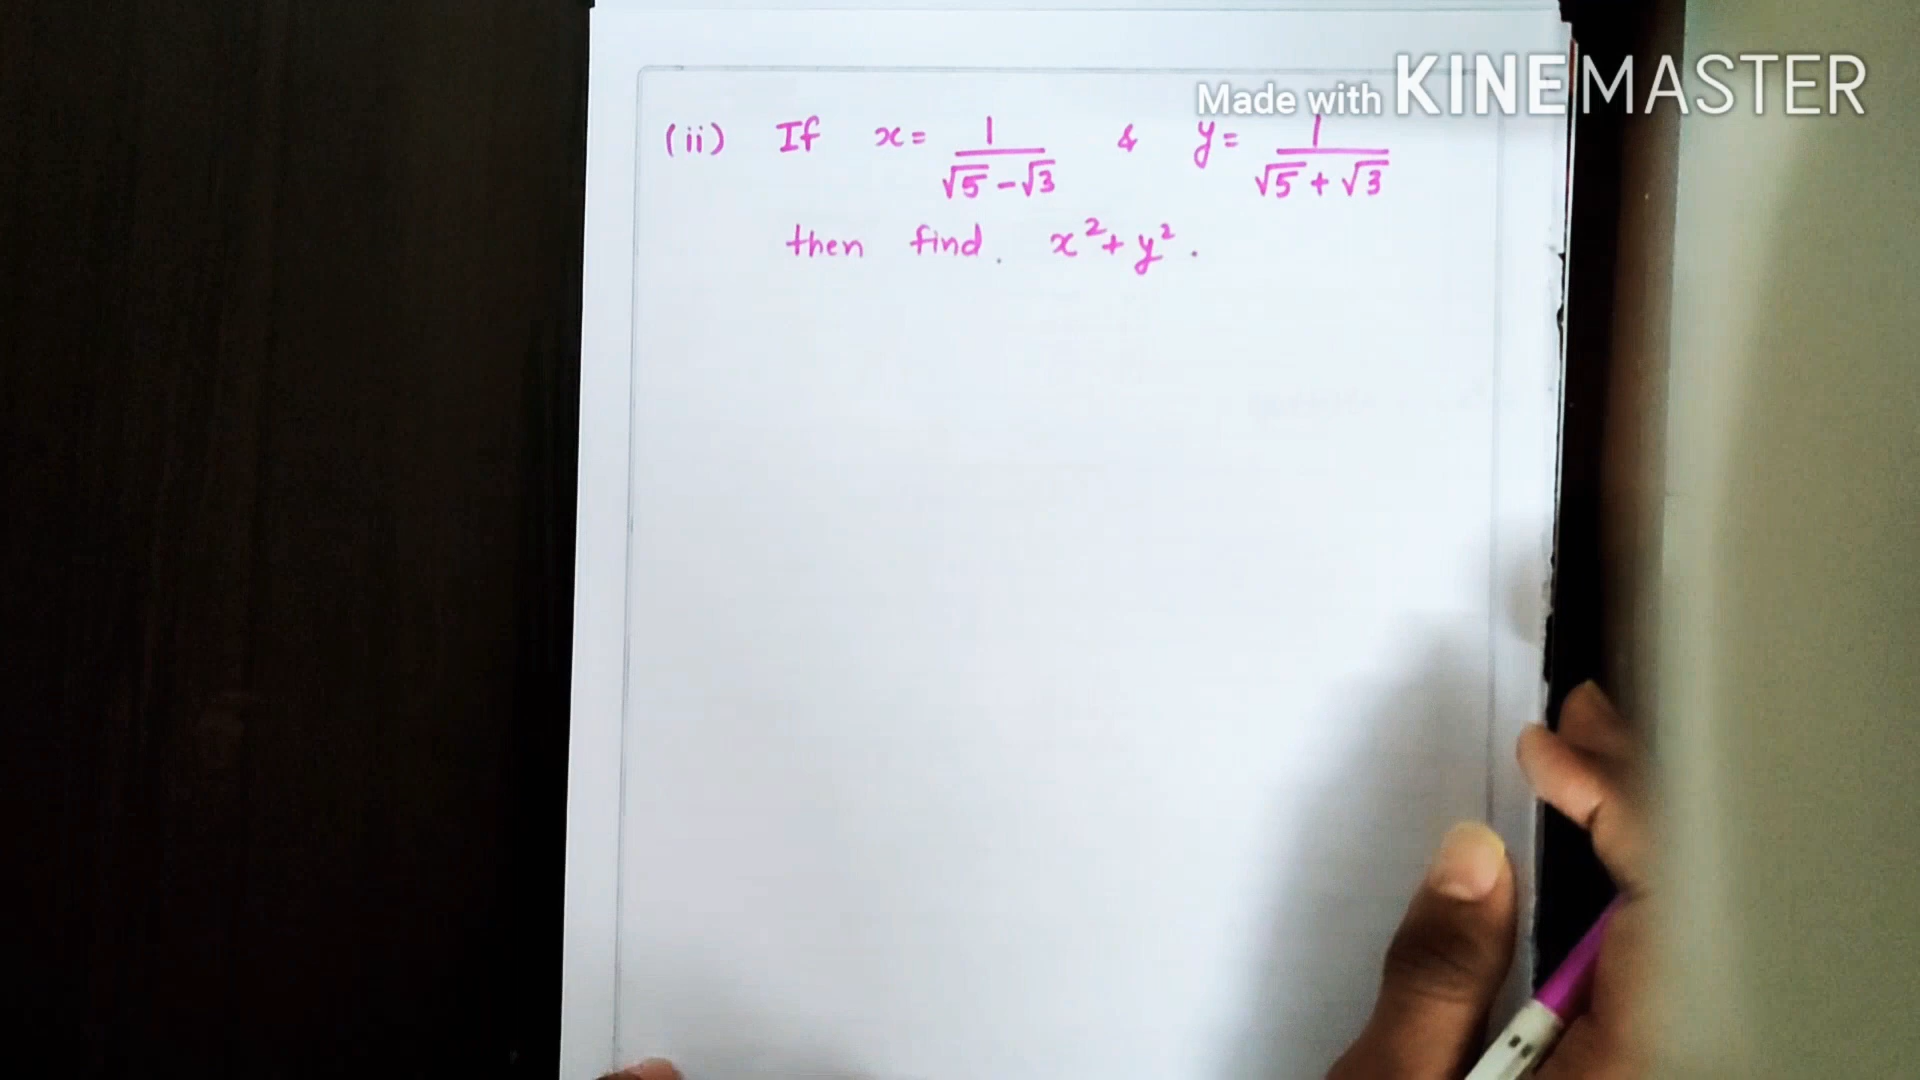 Made with KINEMASTER
(ii) If x = 1/(√5 − √3) & y = 1/(√5 + √3)
then find. x² + y².